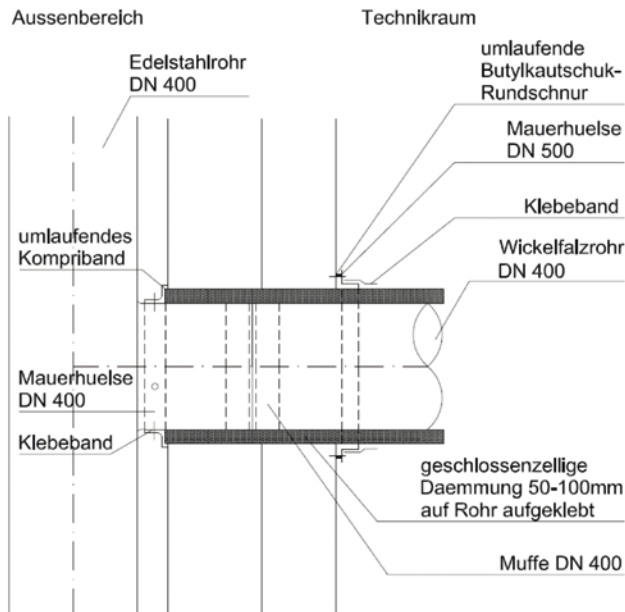 Aussenbereich
Technikraum
Edelstahlrohr
DN 400
umlaufende
Butylkautschuk-
Rundschnur
Mauerhuelse
DN 500
Klebeband
umlaufendes
Kompriband
Wickelfalzrohr
DN 400
Mauerhuelse
DN 400
Klebeband
geschlossenzellige
Daemmung 50-100mm
auf Rohr aufgeklebt
Muffe DN 400